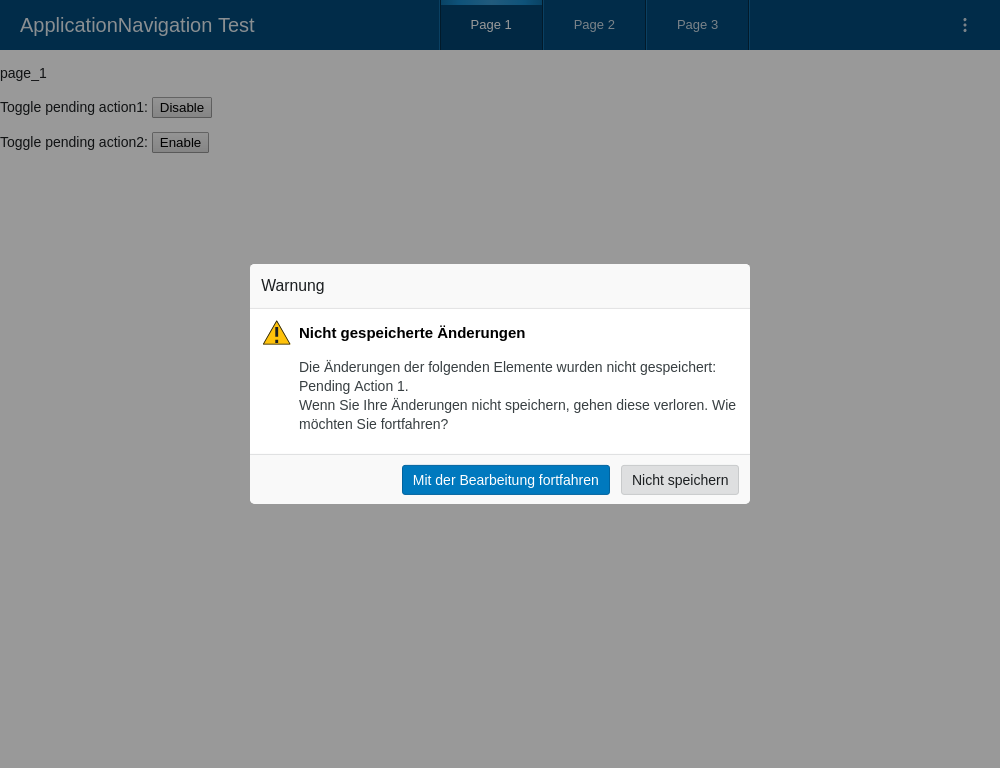 ApplicationNavigation Test
Page 1
Page 2
Page 3
page_1
Toggle pending action1: Disable
Toggle pending action2: Enable
Warnung
Nicht gespeicherte Änderungen
Die Änderungen der folgenden Elemente wurden nicht gespeichert:
Pending Action 1.
Wenn Sie Ihre Änderungen nicht speichern, gehen diese verloren. Wie
möchten Sie fortfahren?
Mit der Bearbeitung fortfahren
Nicht speichern